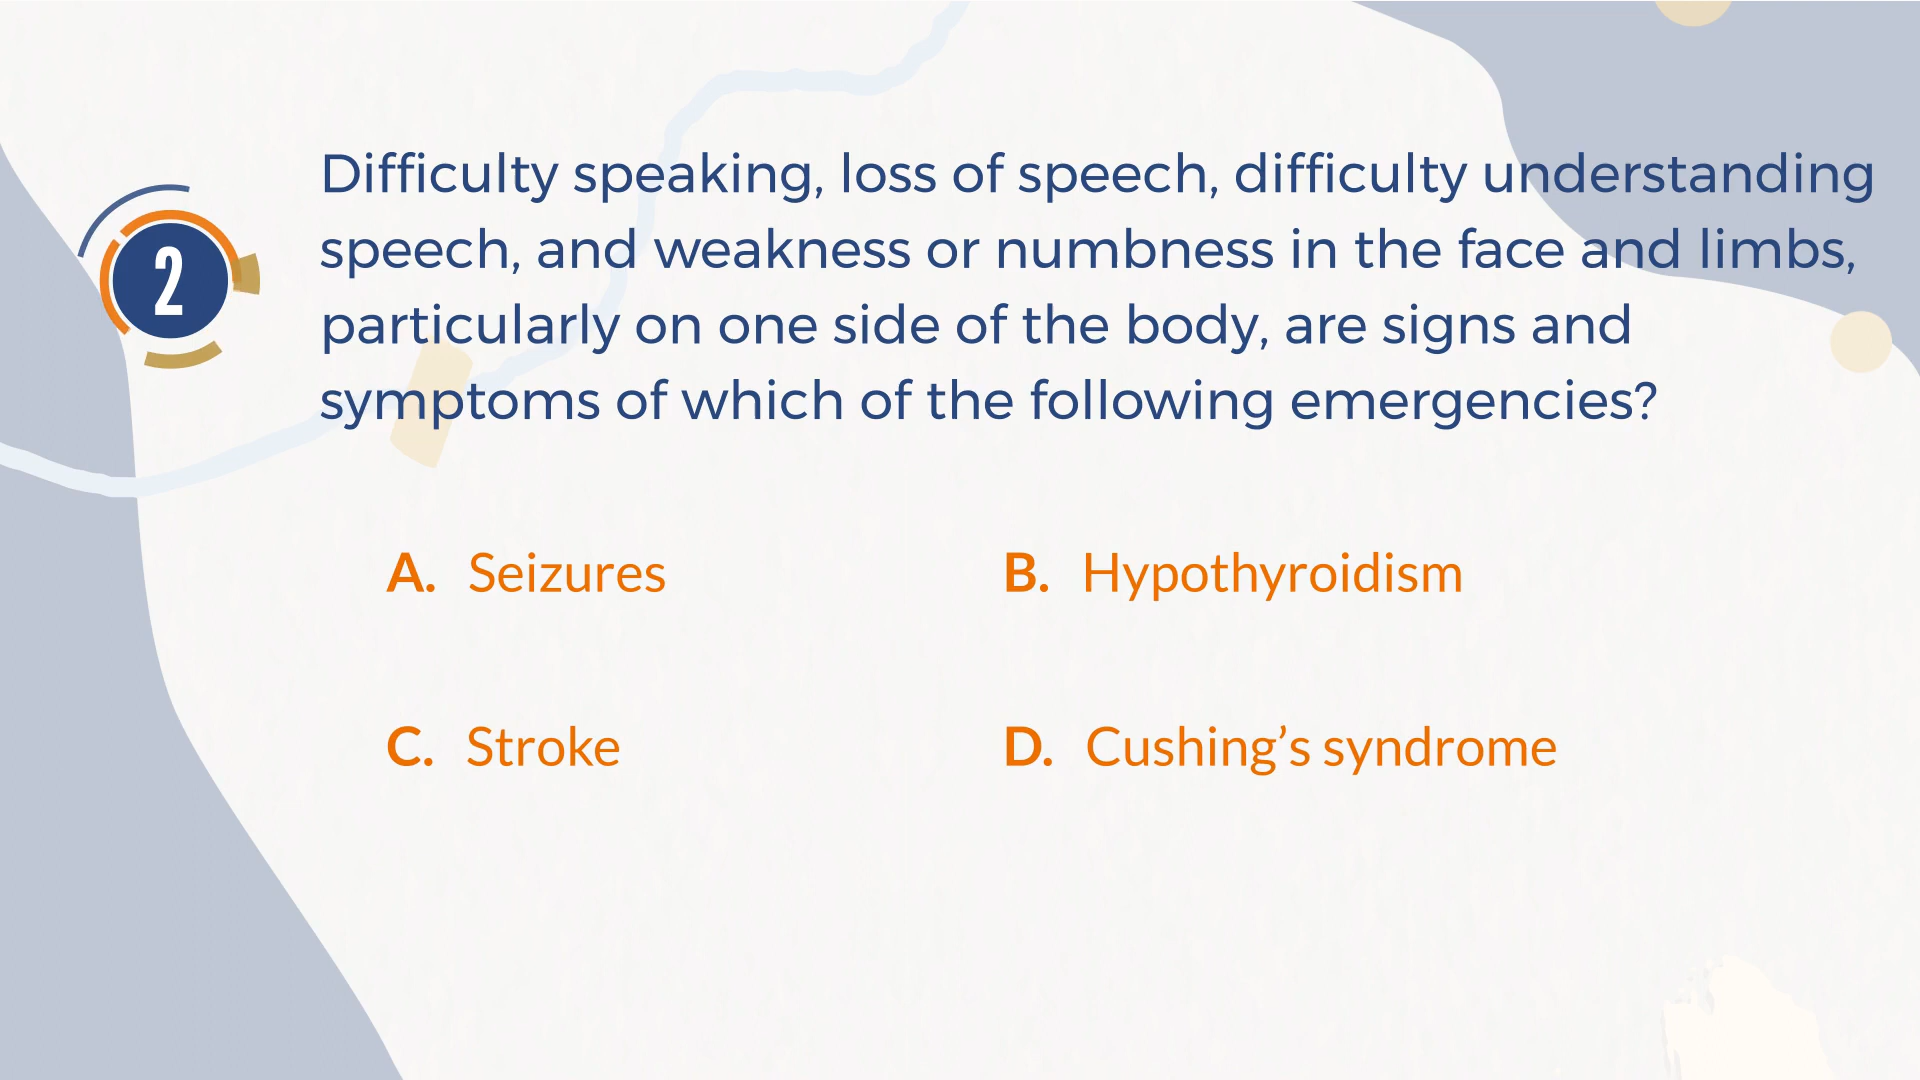 2
Difficulty speaking, loss of speech, difficulty understanding
speech, and weakness or numbness in the face and limbs,
particularly on one side of the body, are signs and
symptoms of which of the following emergencies?
A. Seizures
B. Hypothyroidism
C. Stroke
D. Cushing’s syndrome